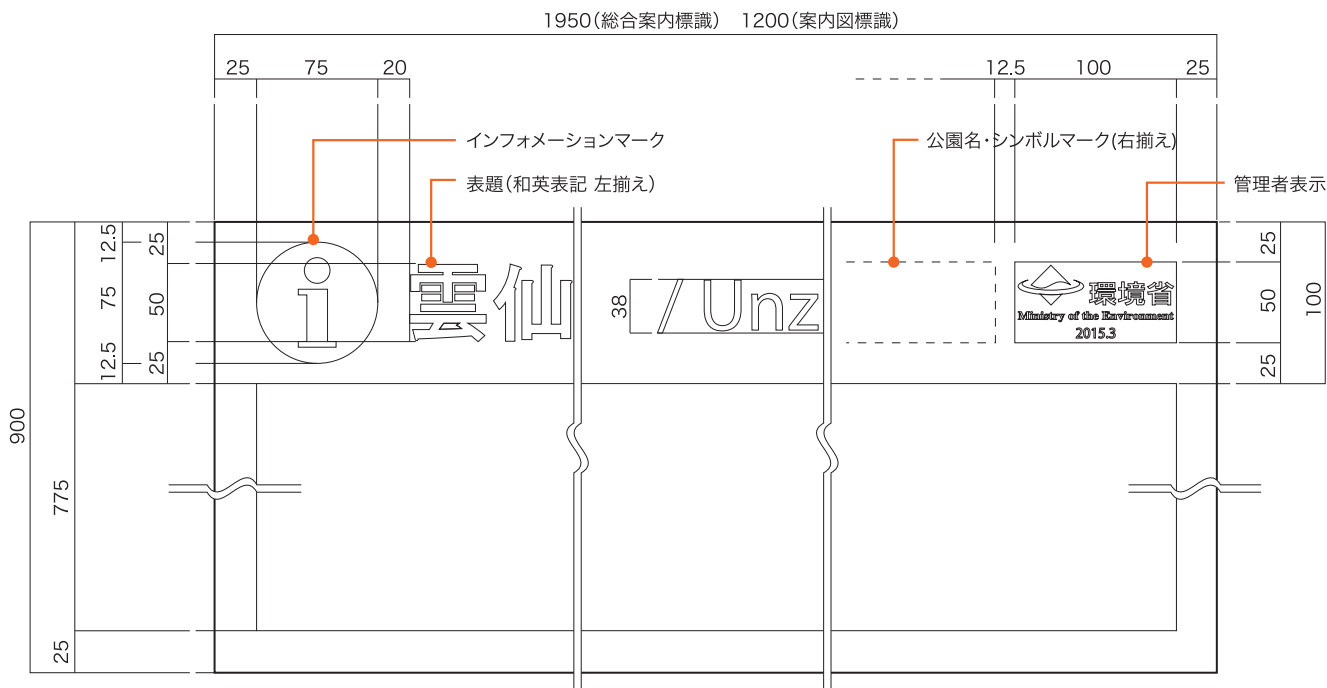 1950(総合案内標識) 1200(案内図標識)
25 75 20 12.5 100 25
インフォメーションマーク
公園名・シンボルマーク(右揃え)
表題(和英表記 左揃え)
管理者表示
12.5 75 12.5
25 50 25
雲仙
38
/ Unz
環境省
Ministry of the Environment
2015.3
25 50 25
100
900
775
25